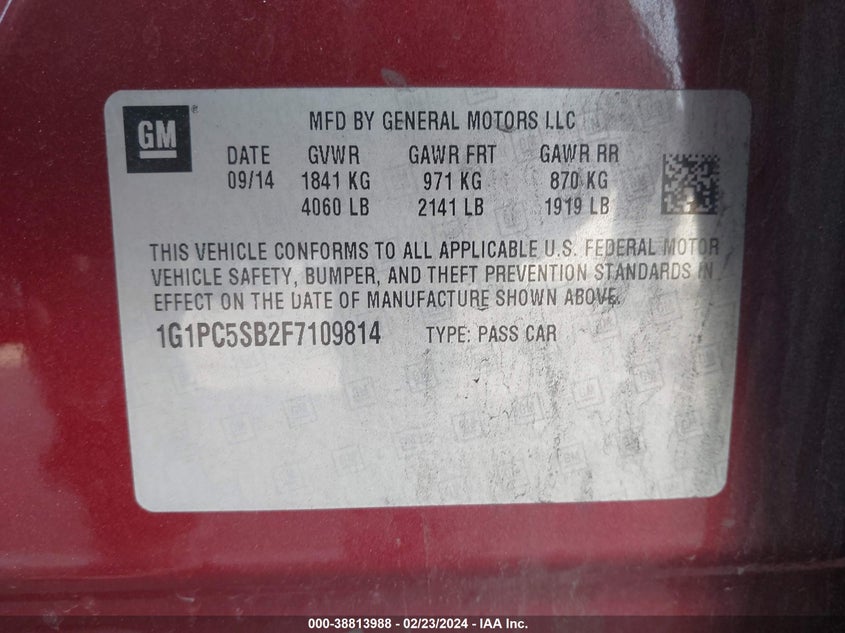 GM ®
MFD BY GENERAL MOTORS LLC
DATE GVWR GAWR FRT GAWR RR
09/14 1841 KG 971 KG 870 KG
4060 LB 2141 LB 1919 LB
THIS VEHICLE CONFORMS TO ALL APPLICABLE U.S. FEDERAL MOTOR
VEHICLE SAFETY, BUMPER, AND THEFT PREVENTION STANDARDS IN
EFFECT ON THE DATE OF MANUFACTURE SHOWN ABOVE.
1G1PC5SB2F7109814 TYPE: PASS CAR
000-38813988 - 02/23/2024 - IAA Inc.